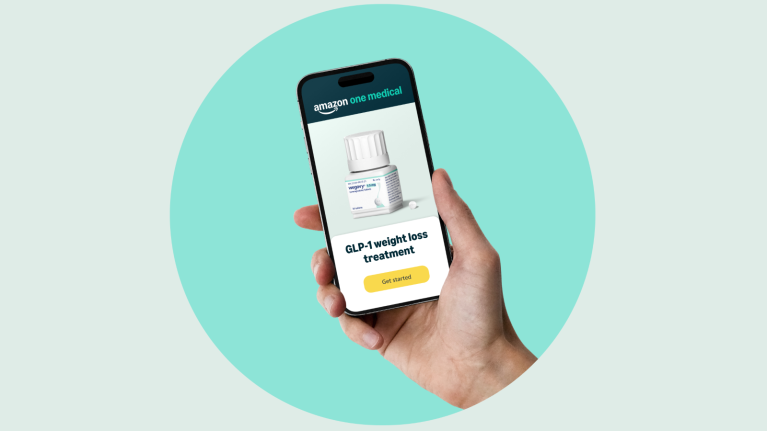 amazon one medical
wegovy
GLP-1 weight loss
treatment
Get started